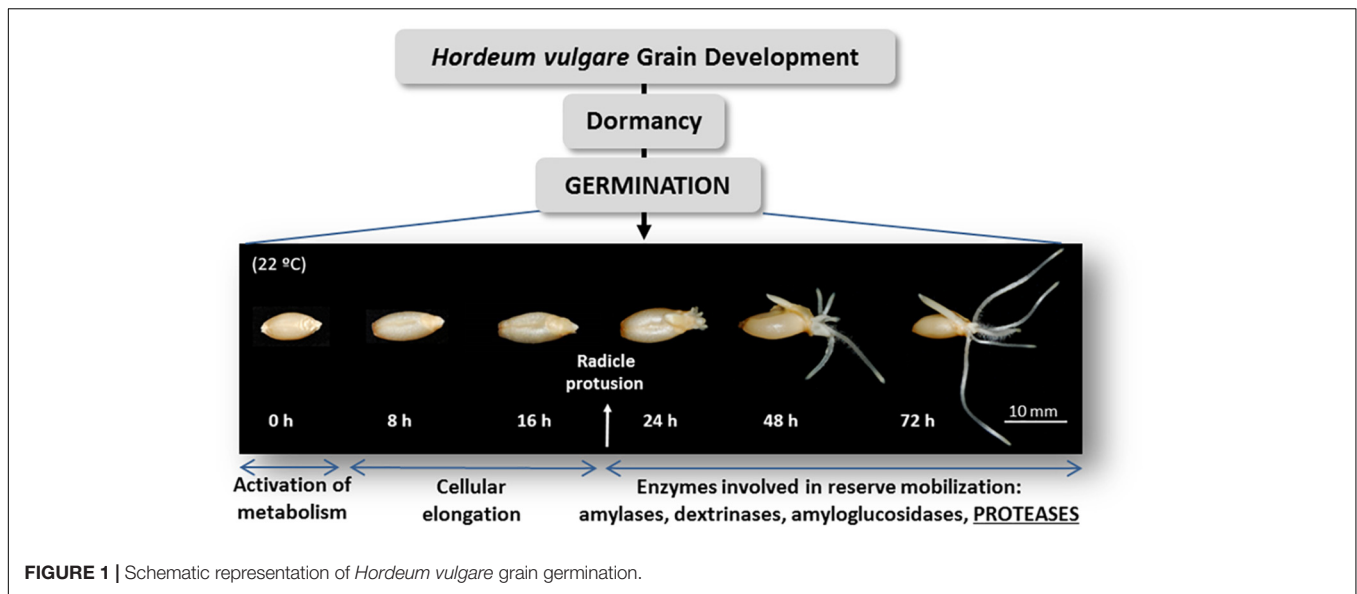 Hordeum vulgare Grain Development
Dormancy
GERMINATION
(22 ºC)
Radicle
protusion
0 h 8 h 16 h 24 h 48 h 72 h
10 mm
Activation of
metabolism
Cellular
elongation
Enzymes involved in reserve mobilization:
amylases, dextrinases, amyloglucosidases, PROTEASES
FIGURE 1 | Schematic representation of Hordeum vulgare grain germination.